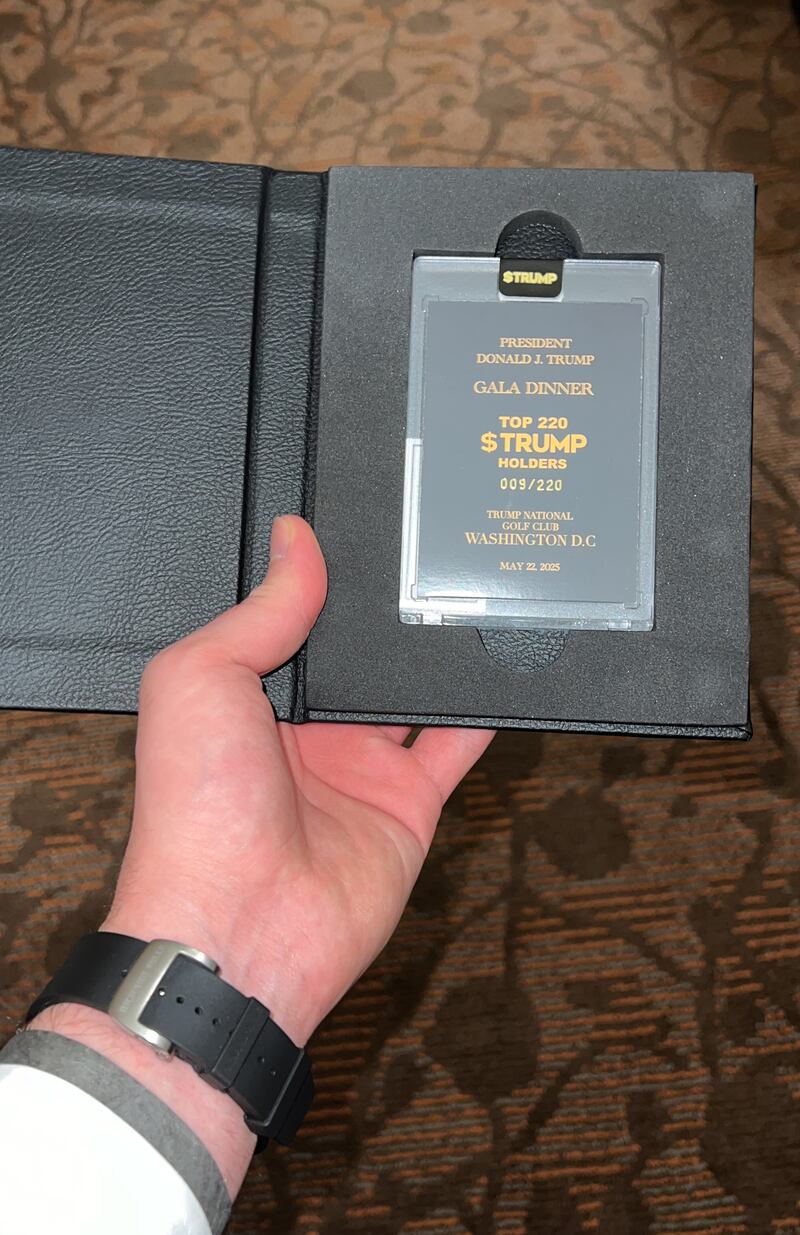 $TRUMP
PRESIDENT
DONALD J. TRUMP
GALA DINNER
TOP 220
$TRUMP
HOLDERS
009/220
TRUMP NATIONAL
GOLF CLUB
WASHINGTON D.C
MAY 22, 2025